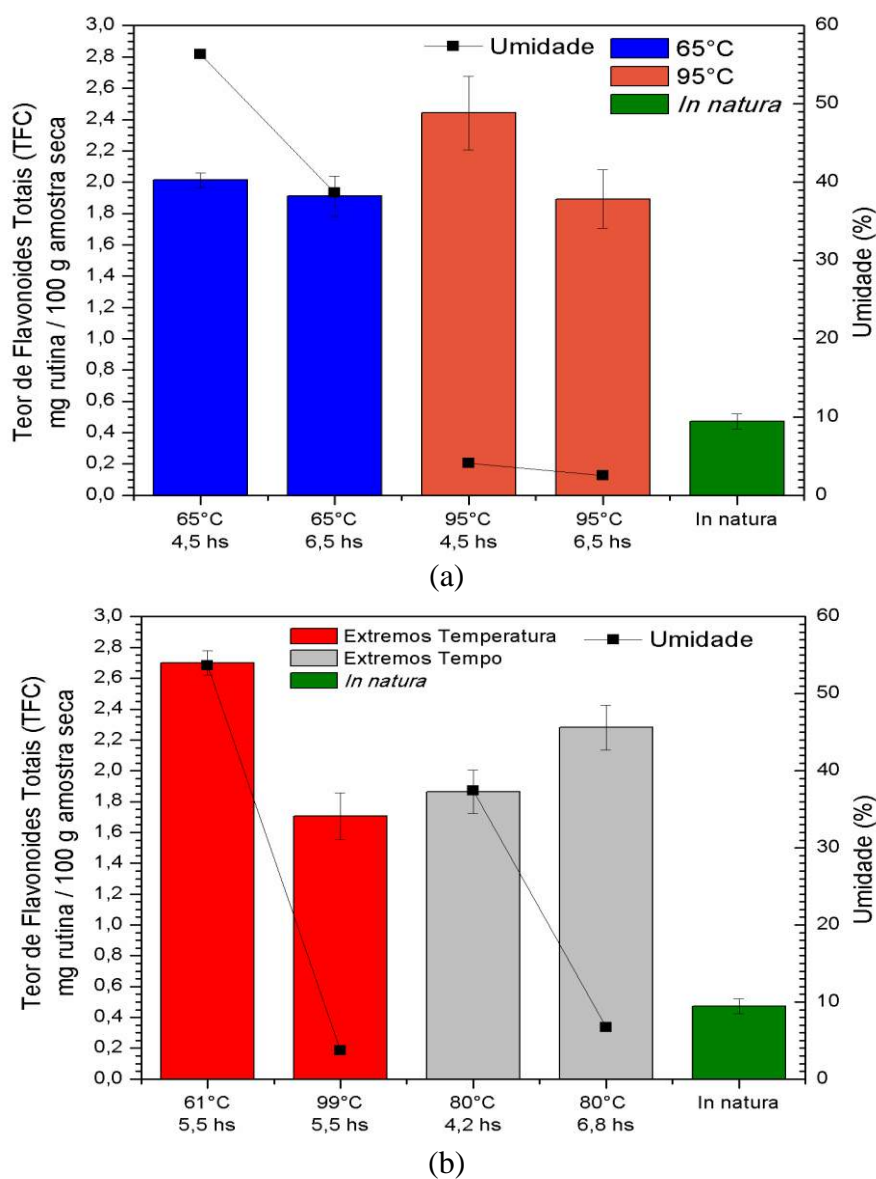 Teor de Flavonoides Totais (TFC)
mg rutina / 100 g amostra seca
3,0
2,8
2,6
2,4
2,2
2,0
1,8
1,6
1,4
1,2
1,0
0,8
0,6
0,4
0,2
0,0
Umidade
65°C
95°C
In natura
60
50
40
30
20
10
0
Umidade (%)
65°C 65°C 95°C 95°C In natura
4,5 hs 6,5 hs 4,5 hs 6,5 hs
(a)
Teor de Flavonoides Totais (TFC)
mg rutina / 100 g amostra seca
3,0
2,8
2,6
2,4
2,2
2,0
1,8
1,6
1,4
1,2
1,0
0,8
0,6
0,4
0,2
0,0
Extremos Temperatura
Extremos Tempo
In natura
Umidade
60
50
40
30
20
10
0
Umidade (%)
61°C 99°C 80°C 80°C In natura
5,5 hs 5,5 hs 4,2 hs 6,8 hs
(b)